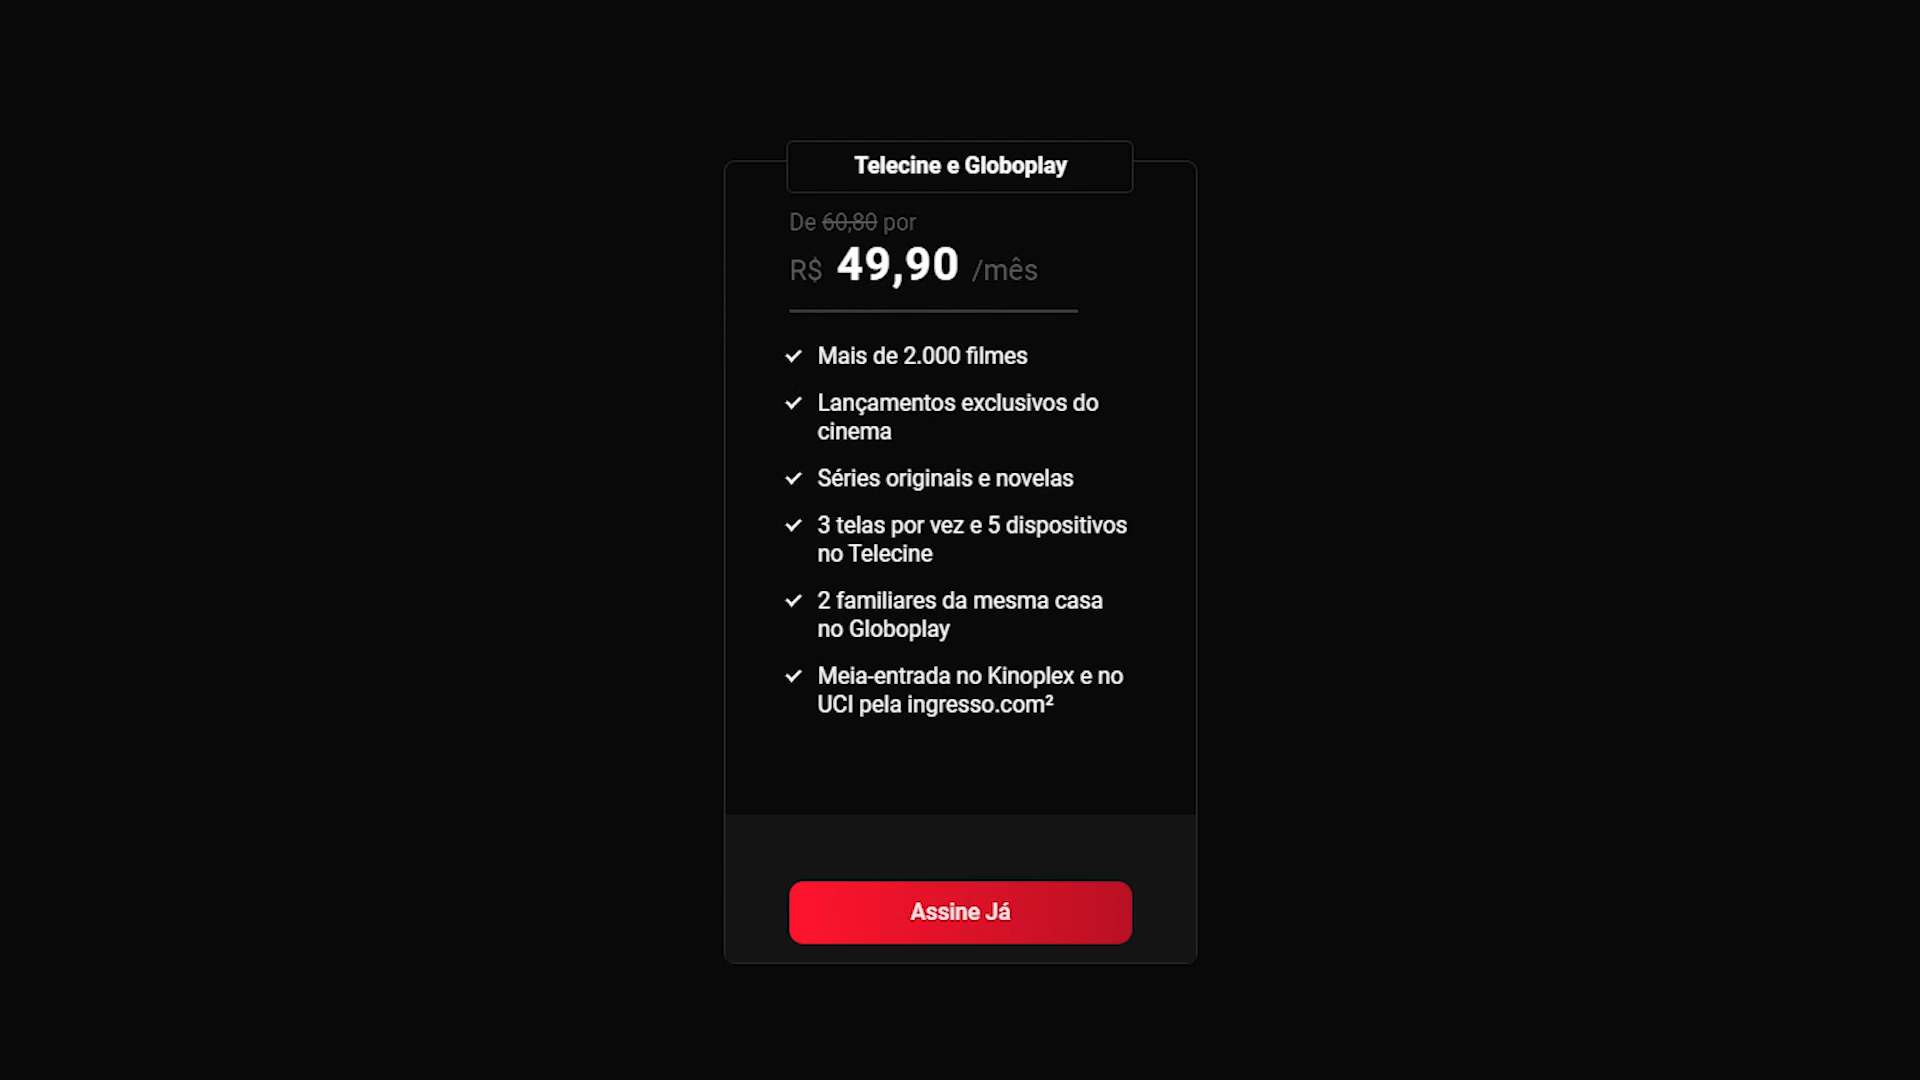 Telecine e Globoplay
De 60,80 por
R$ 49,90 /mês
Mais de 2.000 filmes
Lançamentos exclusivos do
cinema
Séries originais e novelas
3 telas por vez e 5 dispositivos
no Telecine
2 familiares da mesma casa
no Globoplay
Meia-entrada no Kinoplex e no
UCI pela ingresso.com²
Assine Já